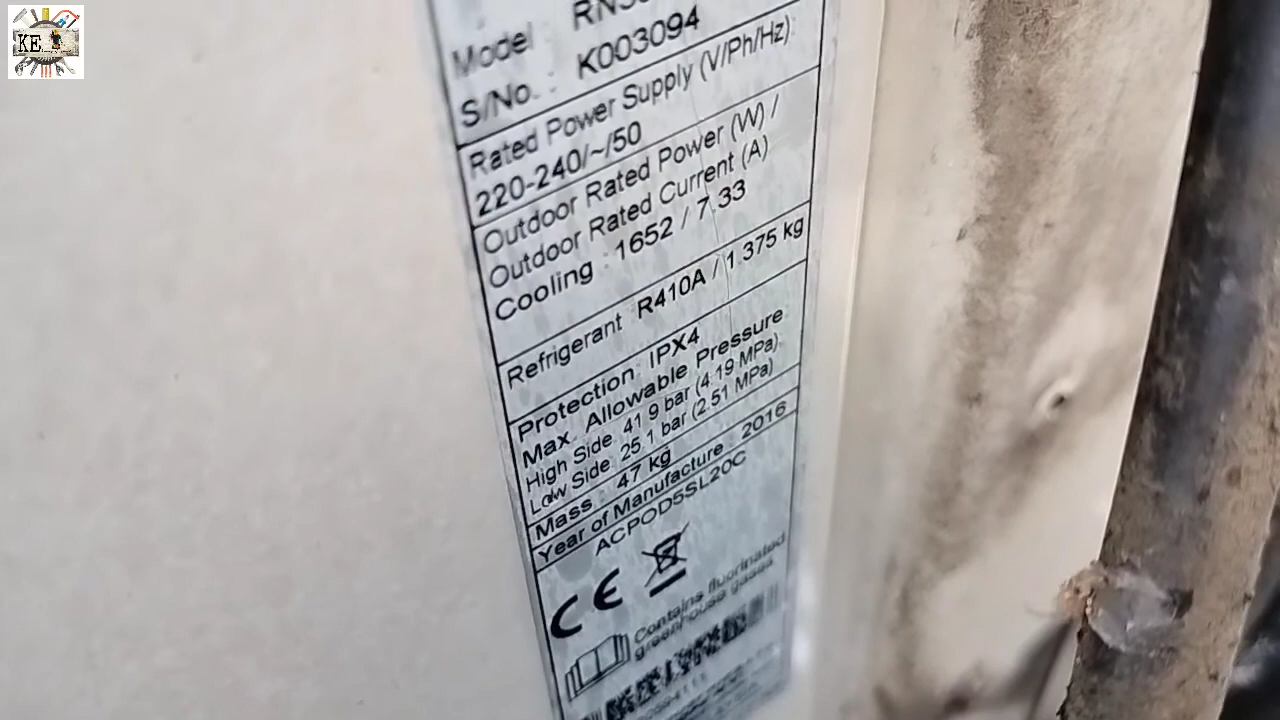 KE
Model
S/No. : K003094
Rated Power Supply (V/Ph/Hz):
220-240/~/50
Outdoor Rated Power (W) /
Outdoor Rated Current (A)
Cooling : 1652 / 7.33
Refrigerant : R410A / 1.375 kg
Protection: IPX4
Max. Allowable Pressure
High Side: 41.9 bar (4.19 MPa),
Low Side: 25.1 bar (2.51 MPa)
Mass : 47 kg
Year of Manufacture : 2016
ACPOD5SL20C
CE
Contains fluorinated
greenhouse gases